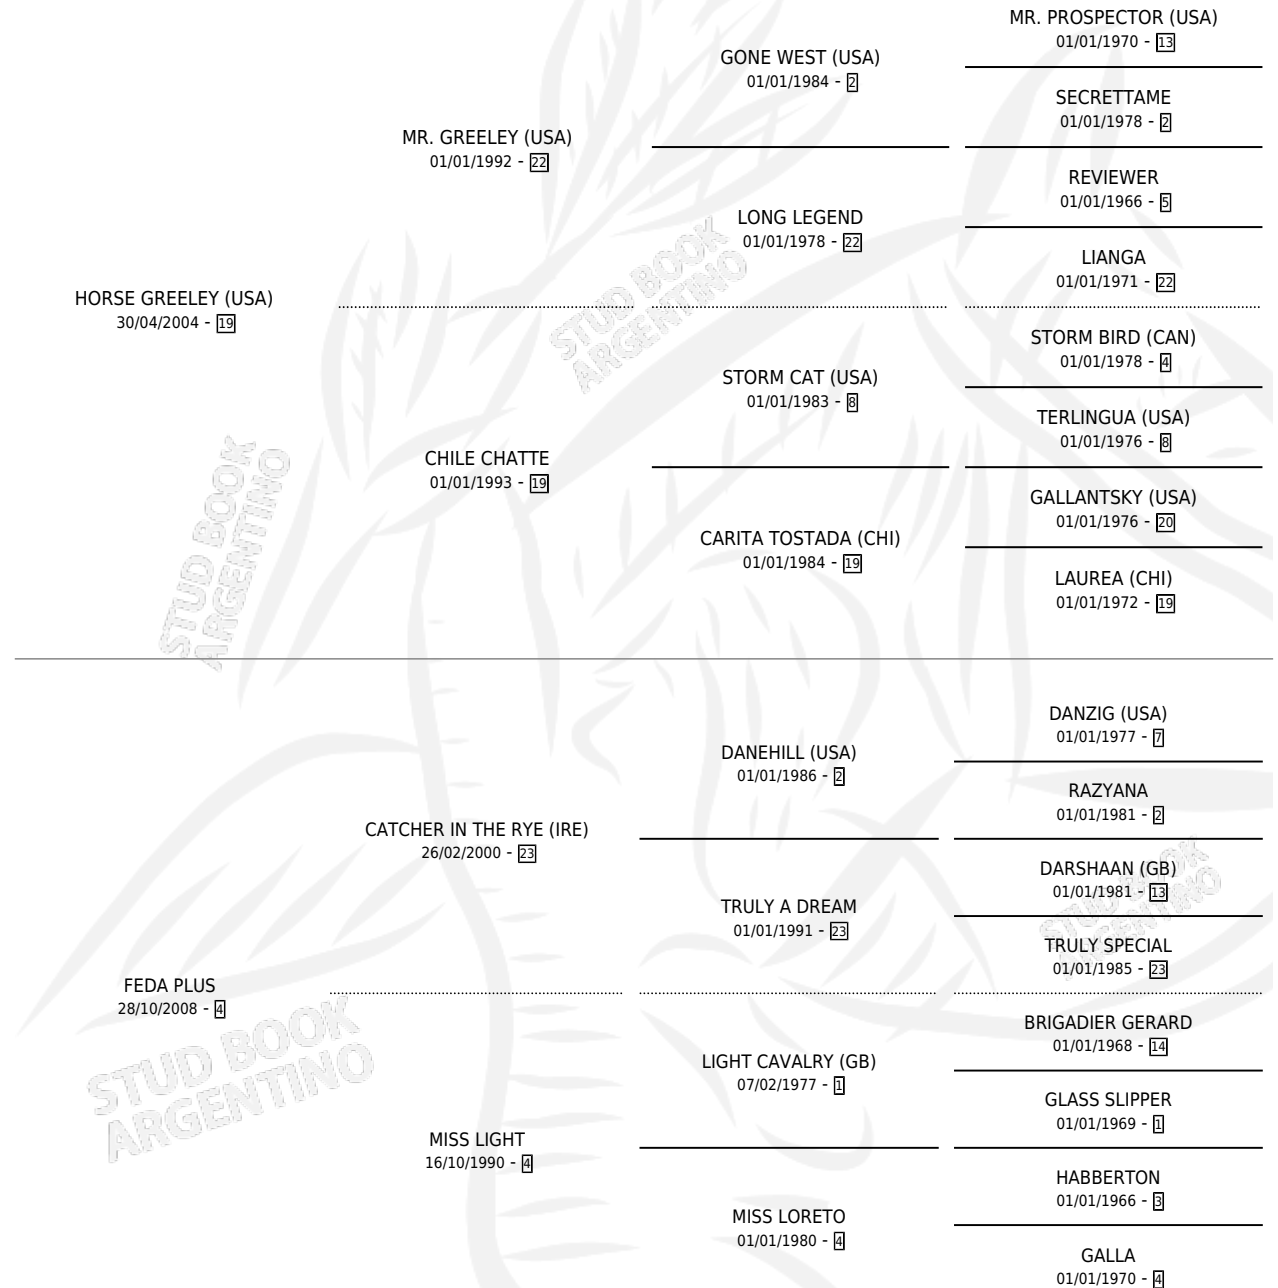 MR. PROSPECTOR (USA)
01/01/1970 - 13
GONE WEST (USA)
01/01/1984 - 2
SECRETTAME
01/01/1978 - 2
MR. GREELEY (USA)
01/01/1992 - 22
REVIEWER
01/01/1966 - 5
LONG LEGEND
01/01/1978 - 22
LIANGA
01/01/1971 - 22
HORSE GREELEY (USA)
30/04/2004 - 19
STORM BIRD (CAN)
01/01/1978 - 4
STORM CAT (USA)
01/01/1983 - 8
TERLINGUA (USA)
01/01/1976 - 8
CHILE CHATTE
01/01/1993 - 19
GALLANTSKY (USA)
01/01/1976 - 20
CARITA TOSTADA (CHI)
01/01/1984 - 19
LAUREA (CHI)
01/01/1972 - 19
DANZIG (USA)
01/01/1977 - 7
DANEHILL (USA)
01/01/1986 - 2
RAZYANA
01/01/1981 - 2
CATCHER IN THE RYE (IRE)
26/02/2000 - 23
DARSHAAN (GB)
01/01/1981 - 13
TRULY A DREAM
01/01/1991 - 23
TRULY SPECIAL
01/01/1985 - 23
FEDA PLUS
28/10/2008 - 4
BRIGADIER GERARD
01/01/1968 - 14
LIGHT CAVALRY (GB)
07/02/1977 - 1
GLASS SLIPPER
01/01/1969 - 1
MISS LIGHT
16/10/1990 - 4
HABBERTON
01/01/1966 - 3
MISS LORETO
01/01/1980 - 4
GALLA
01/01/1970 - 4
STUD BOOK
ARGENTINO
STUD BOOK
ARGENTINO
STUD BOOK
ARGENTINO
STUD BOOK
ARGENTINO